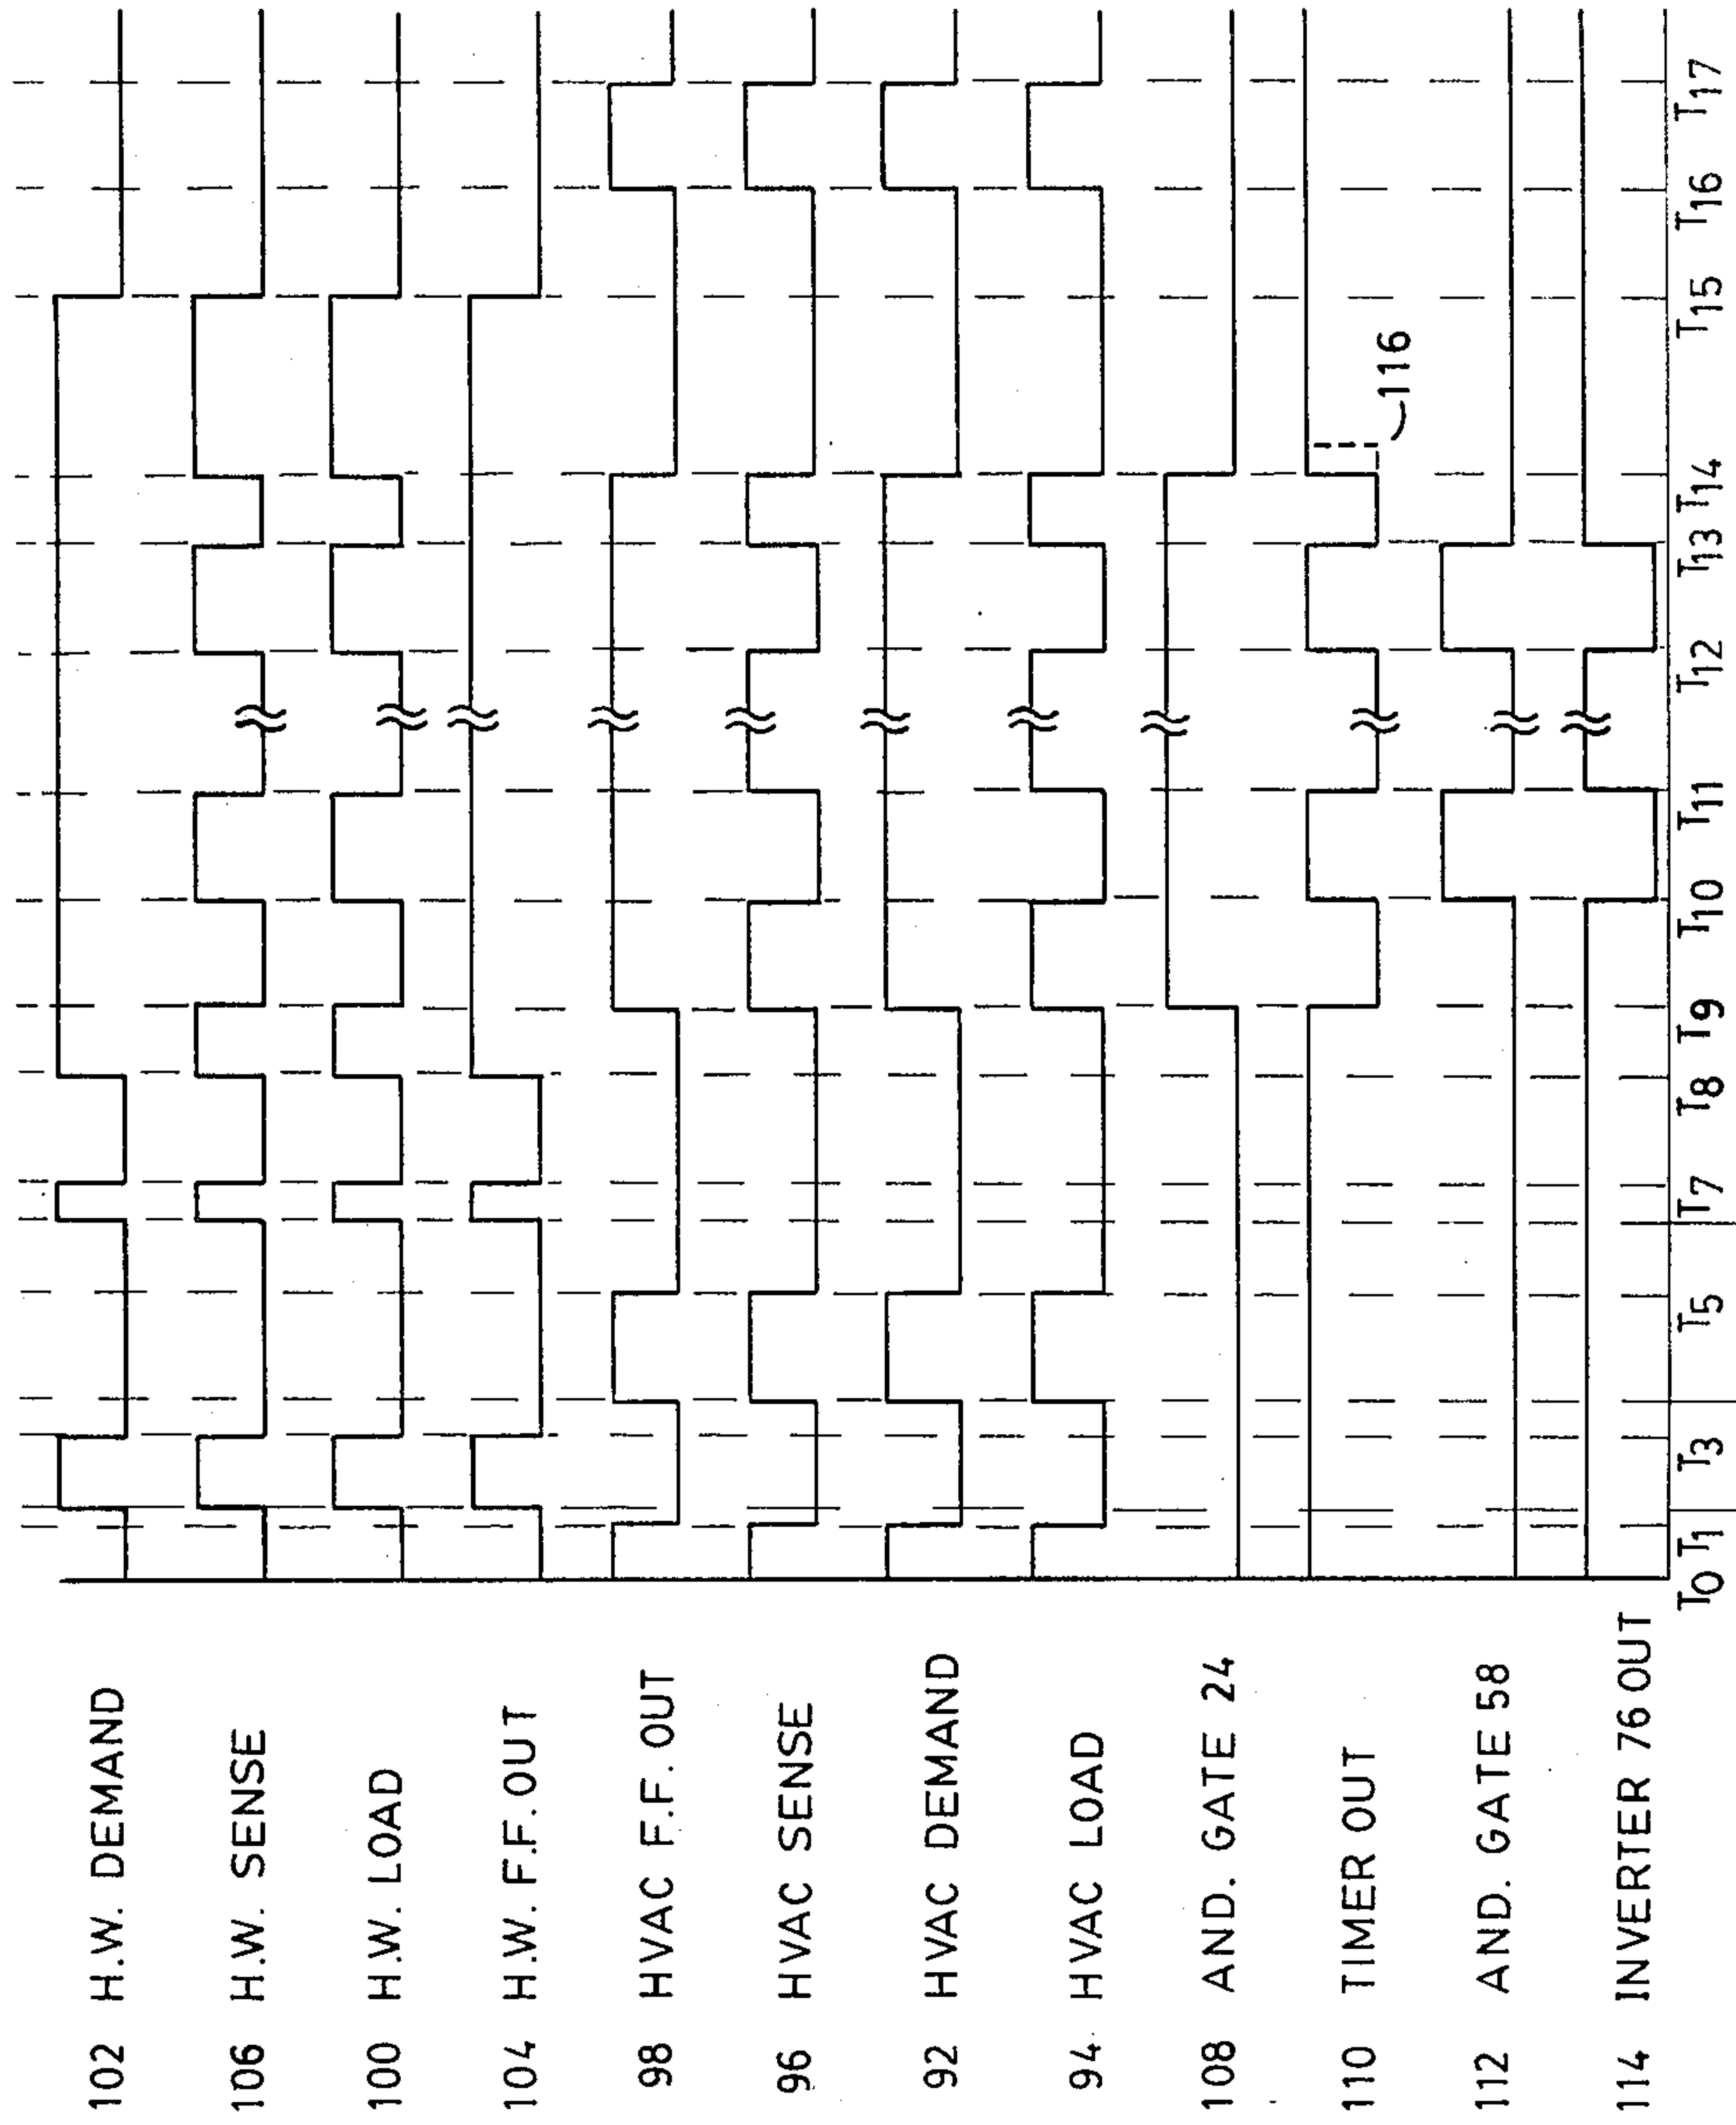 102 H.W. DEMAND
106 H.W. SENSE
100 H.W. LOAD
104 H.W. F.F. OUT
98 HVAC F.F. OUT
96 HVAC SENSE
92 HVAC DEMAND
94 HVAC LOAD
108 AND. GATE 24
110 TIMER OUT
116
112 AND. GATE 58
114 INVERTER 76 OUT
T0 T1 T3 T5 T7 T8 T9 T10 T11 T12 T13 T14 T15 T16 T17